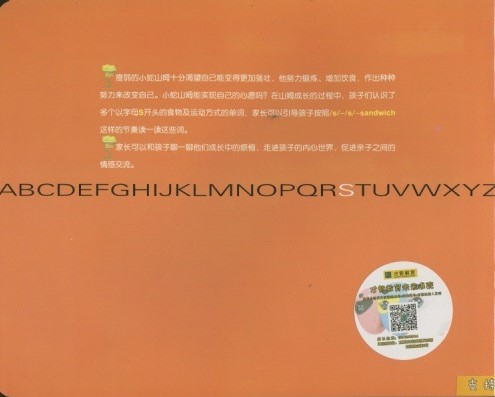 瘦弱的小蛇山姆十分渴望自己能变得更加强壮，他努力锻炼、增加饮食，作出种种
努力来改变自己。小蛇山姆能实现自己的心愿吗？在山姆成长的过程中，孩子们认识了
多个以字母S开头的食物及运动方式的单词，家长可以引导孩子按照/s/–/s/–sandwich
这样的节奏读一读这些词。
家长可以和孩子聊一聊他们成长中的烦恼，走进孩子的内心世界，促进亲子之间的
情感交流。
ABCDEFGHIJKLMNOPQRSTUVWXYZ
支持